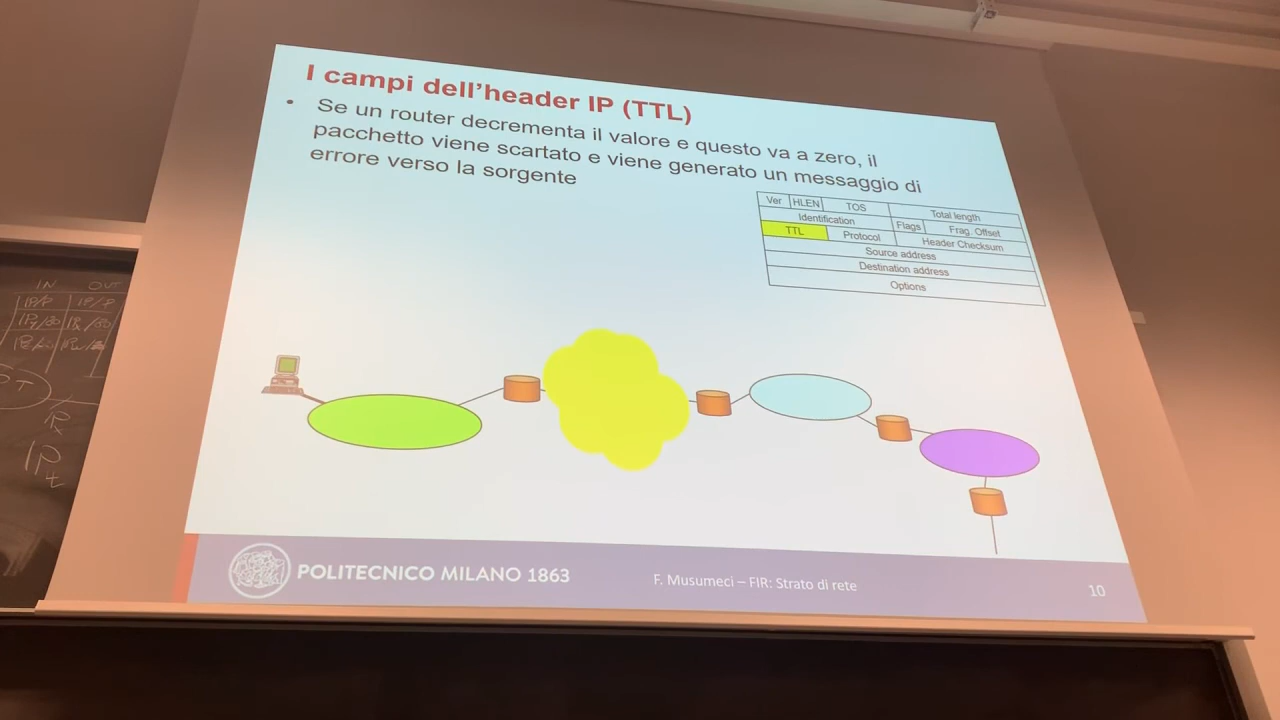 I campi dell'header IP (TTL)
• Se un router decrementa il valore e questo va a zero, il
pacchetto viene scartato e viene generato un messaggio di
errore verso la sorgente
Ver HLEN TOS Total length
Identification Flags Frag. Offset
TTL Protocol Header Checksum
Source address
Destination address
Options
IN OUT
IP/P IP/P
POLITECNICO MILANO 1863
F. Musumeci – FIR: Strato di rete
10